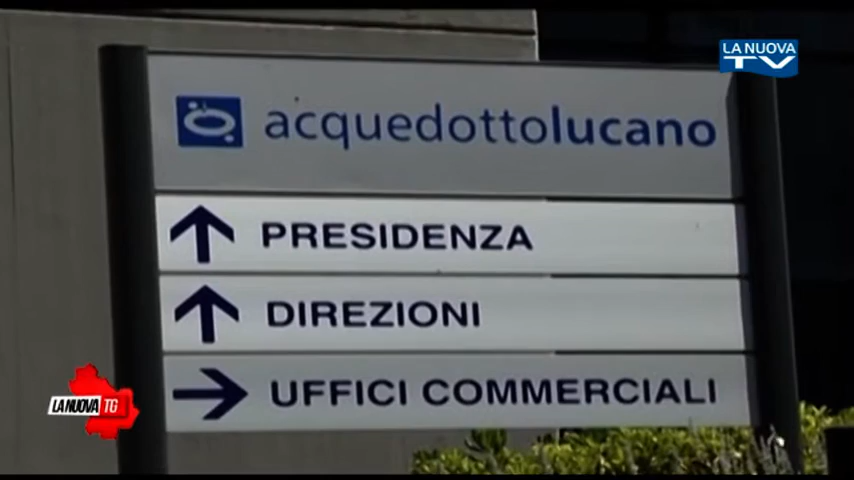 LA NUOVA
TV
acquedottolucano
PRESIDENZA
DIREZIONI
UFFICI COMMERCIALI
LA NUOVA TG